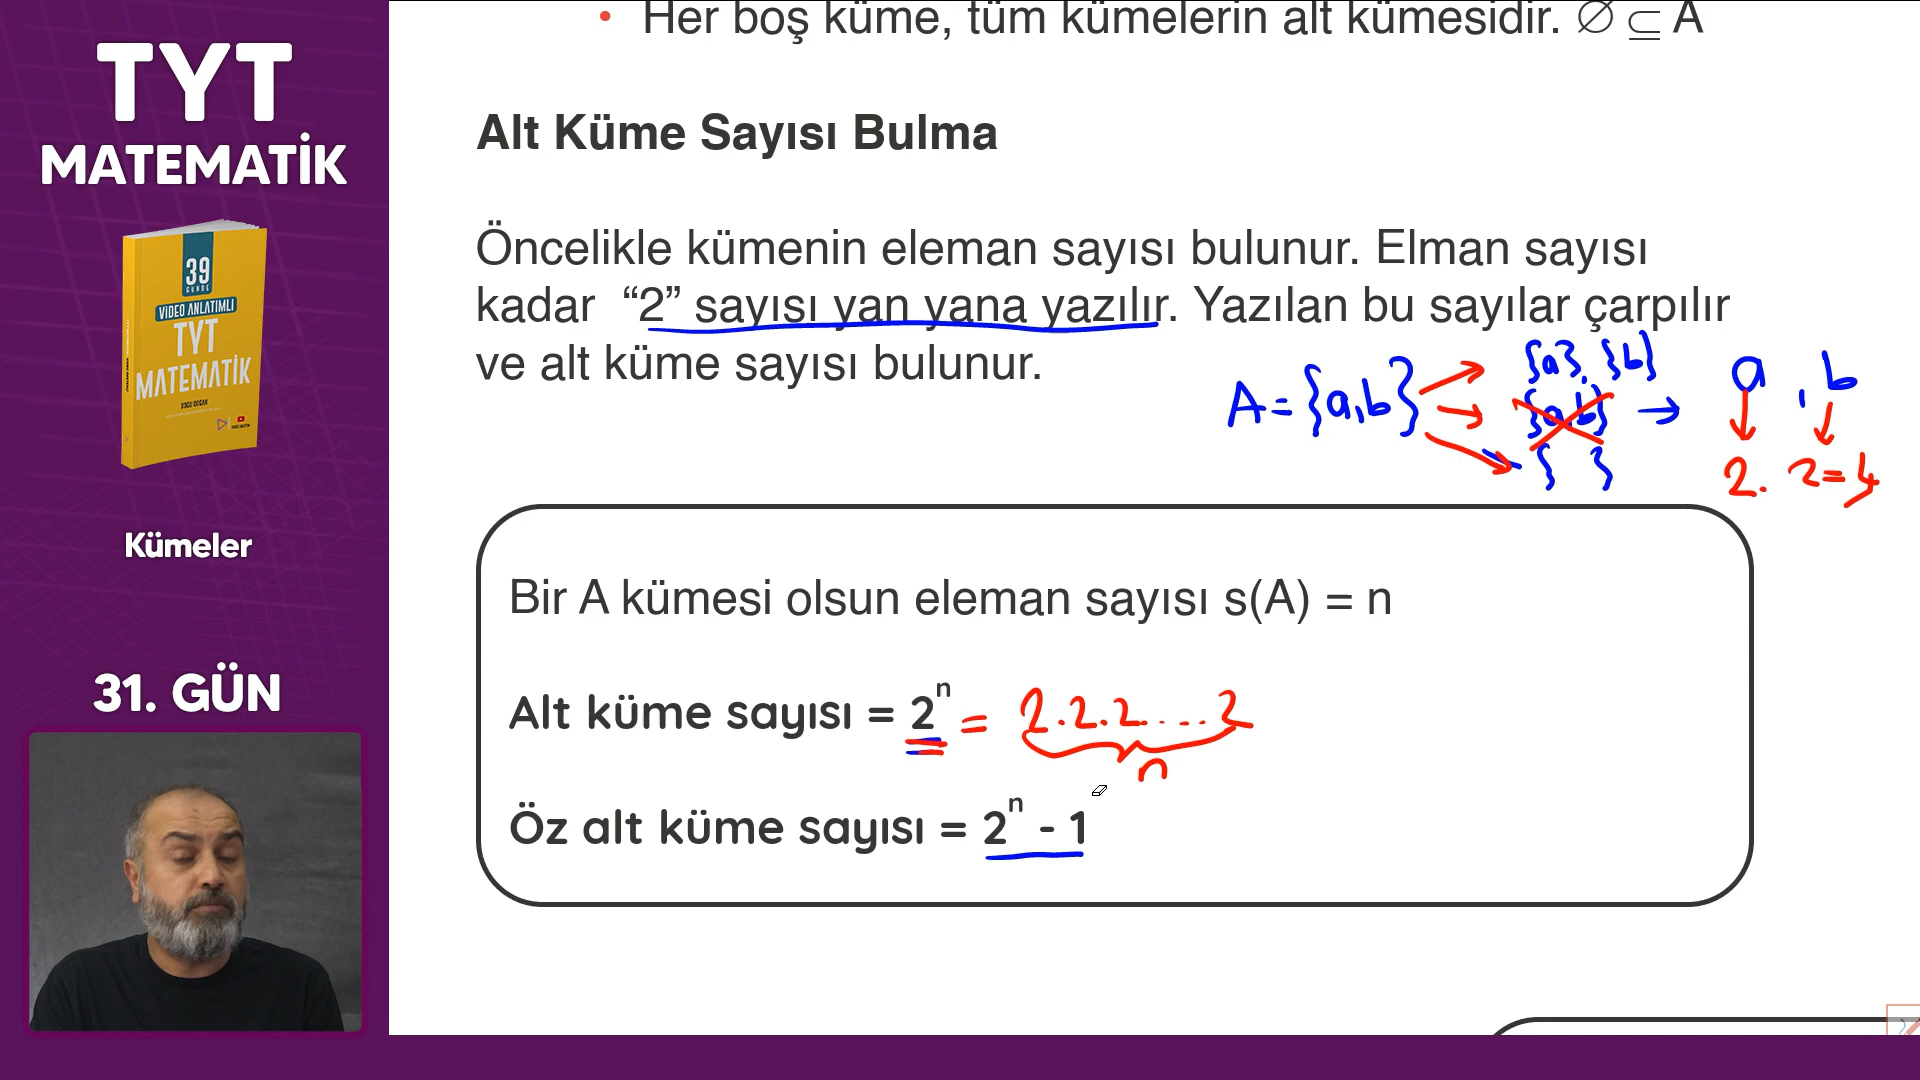 TYT
MATEMATİK
39
GÜNDE
VIDEO ANLATIMLI
TYT
MATEMATİK
Kümeler
31. GÜN
• Her boş küme, tüm kümelerin alt kümesidir. ∅ ⊆ A
Alt Küme Sayısı Bulma
Öncelikle kümenin eleman sayısı bulunur. Elman sayısı
kadar “2” sayısı yan yana yazılır. Yazılan bu sayılar çarpılır
ve alt küme sayısı bulunur.
A = {a,b} → {a}, {b}
→ {a,b} → a , b
→ { } 2 . 2 = 4
Bir A kümesi olsun eleman sayısı s(A) = n
Alt küme sayısı = 2ⁿ = 2.2.2....2
n
Öz alt küme sayısı = 2ⁿ - 1